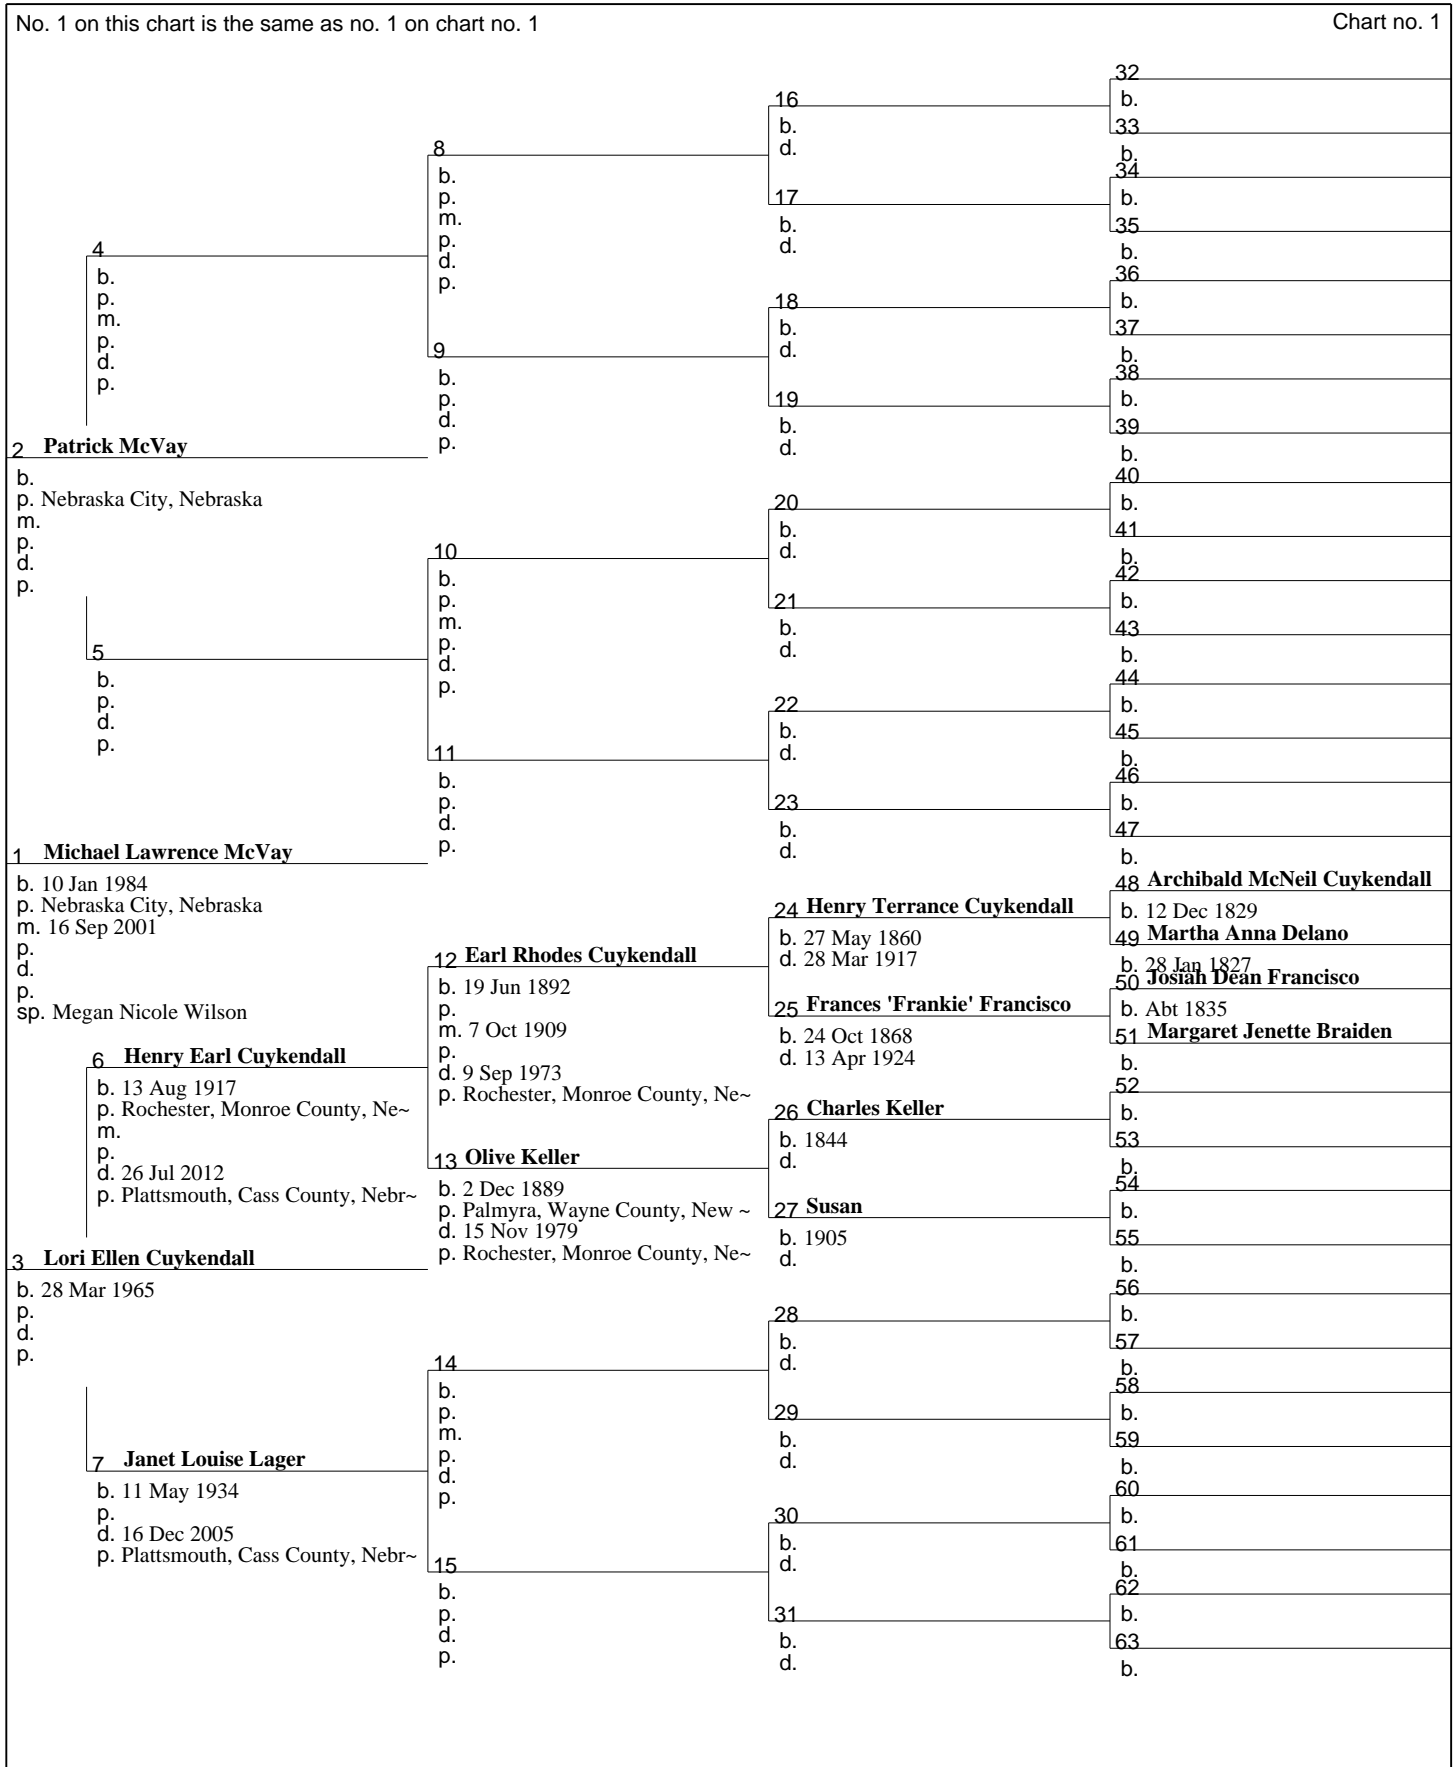 No. 1 on this chart is the same as no. 1 on chart no. 1
Chart no. 1
2 Patrick McVay
b.
p. Nebraska City, Nebraska
m.
p.
d.
p.
1 Michael Lawrence McVay
b. 10 Jan 1984
p. Nebraska City, Nebraska
m. 16 Sep 2001
p.
d.
p.
sp. Megan Nicole Wilson
3 Lori Ellen Cuykendall
b. 28 Mar 1965
p.
d.
p.
4
b.
p.
m.
p.
d.
p.
5
b.
p.
d.
p.
6 Henry Earl Cuykendall
b. 13 Aug 1917
p. Rochester, Monroe County, Ne~
m.
p.
d. 26 Jul 2012
p. Plattsmouth, Cass County, Nebr~
7 Janet Louise Lager
b. 11 May 1934
p.
d. 16 Dec 2005
p. Plattsmouth, Cass County, Nebr~
8
b.
p.
m.
p.
d.
p.
9
b.
p.
d.
p.
10
b.
p.
m.
p.
d.
p.
11
b.
p.
d.
p.
12 Earl Rhodes Cuykendall
b. 19 Jun 1892
p.
m. 7 Oct 1909
p.
d. 9 Sep 1973
p. Rochester, Monroe County, Ne~
13 Olive Keller
b. 2 Dec 1889
p. Palmyra, Wayne County, New ~
d. 15 Nov 1979
p. Rochester, Monroe County, Ne~
14
b.
p.
m.
p.
d.
p.
15
b.
p.
d.
p.
16
b.
d.
17
b.
d.
18
b.
d.
19
b.
d.
20
b.
d.
21
b.
d.
22
b.
d.
23
b.
d.
24 Henry Terrance Cuykendall
b. 27 May 1860
d. 28 Mar 1917
25 Frances 'Frankie' Francisco
b. 24 Oct 1868
d. 13 Apr 1924
26 Charles Keller
b. 1844
d.
27 Susan
b. 1905
d.
28
b.
d.
29
b.
d.
30
b.
d.
31
b.
d.
32
b.
33
b.
34
b.
35
b.
36
b.
37
b.
38
b.
39
b.
40
b.
41
b.
42
b.
43
b.
44
b.
45
b.
46
b.
47
b.
48 Archibald McNeil Cuykendall
b. 12 Dec 1829
49 Martha Anna Delano
b. 28 Jan 1827
50 Josiah Dean Francisco
b. Abt 1835
51 Margaret Jenette Braiden
b.
52
b.
53
b.
54
b.
55
b.
56
b.
57
b.
58
b.
59
b.
60
b.
61
b.
62
b.
63
b.